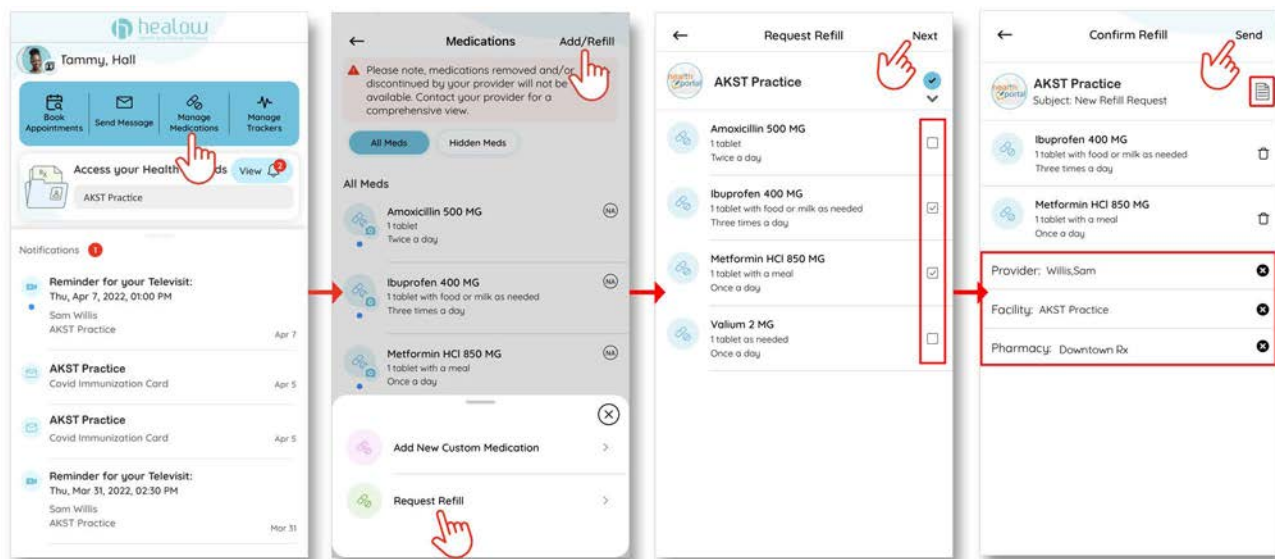 healow
Tammy, Hall
Book
Appointments
Send Message
Manage
Medications
Manage
Trackers
Access your Health
ds
View
2
AKST Practice
Notifications 1
Reminder for your Televisit:
Thu, Apr 7, 2022, 01:00 PM
Sam Willis
AKST Practice
Apr 7
AKST Practice
Covid Immunization Card
Apr 5
AKST Practice
Covid Immunization Card
Apr 5
Reminder for your Televisit:
Thu, Mar 31, 2022, 02:30 PM
Sam Willis
AKST Practice
Mar 31
Medications
Add/Refill
Please note, medications removed and/or
discontinued by your provider will not be
available. Contact your provider for a
comprehensive view.
All Meds
Hidden Meds
All Meds
Amoxicillin 500 MG
NA
1 tablet
Twice a day
Ibuprofen 400 MG
NA
1 tablet with food or milk as needed
Three times a day
Metformin HCl 850 MG
NA
1 tablet with a meal
Once a day
Add New Custom Medication
Request Refill
Request Refill
Next
health
portal
AKST Practice
Amoxicillin 500 MG
1 tablet
Twice a day
Ibuprofen 400 MG
1 tablet with food or milk as needed
Three times a day
Metformin HCl 850 MG
1 tablet with a meal
Once a day
Valium 2 MG
1 tablet as needed
Once a day
Confirm Refill
Send
health
portal
AKST Practice
Subject: New Refill Request
Ibuprofen 400 MG
1 tablet with food or milk as needed
Three times a day
Metformin HCl 850 MG
1 tablet with a meal
Once a day
Provider: Willis,Sam
Facility: AKST Practice
Pharmacy: Downtown Rx